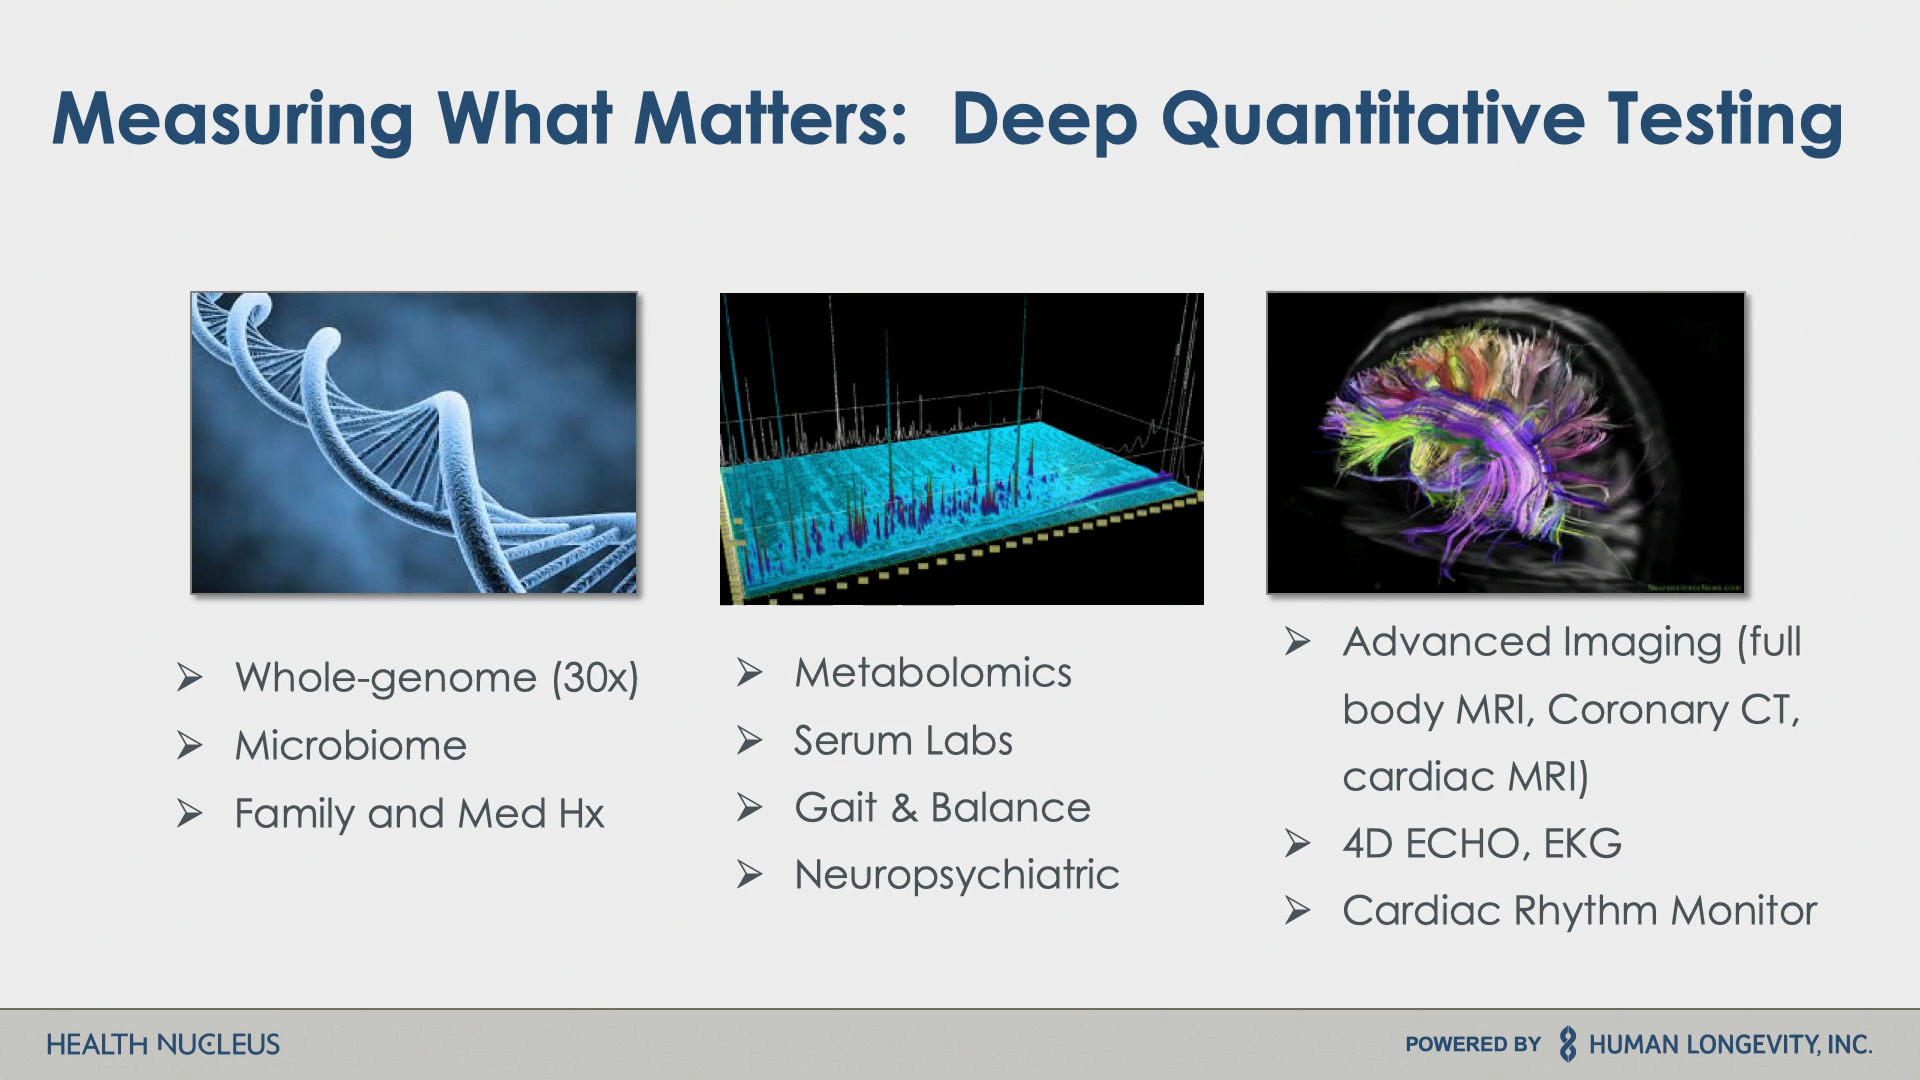 Measuring What Matters: Deep Quantitative Testing
NeuroscienceNews.com
➢ Whole-genome (30x)
➢ Microbiome
➢ Family and Med Hx
➢ Metabolomics
➢ Serum Labs
➢ Gait & Balance
➢ Neuropsychiatric
➢ Advanced Imaging (full
body MRI, Coronary CT,
cardiac MRI)
➢ 4D ECHO, EKG
➢ Cardiac Rhythm Monitor
HEALTH NUCLEUS
POWERED BY HUMAN LONGEVITY, INC.